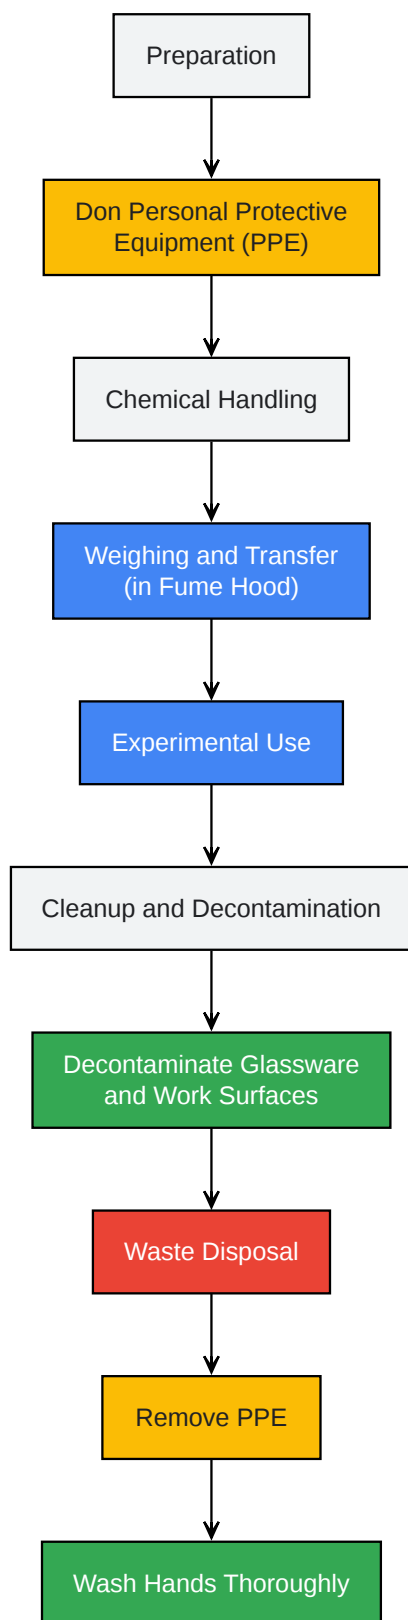 Preparation
Don Personal Protective
Equipment (PPE)
Chemical Handling
Weighing and Transfer
(in Fume Hood)
Experimental Use
Cleanup and Decontamination
Decontaminate Glassware
and Work Surfaces
Waste Disposal
Remove PPE
Wash Hands Thoroughly